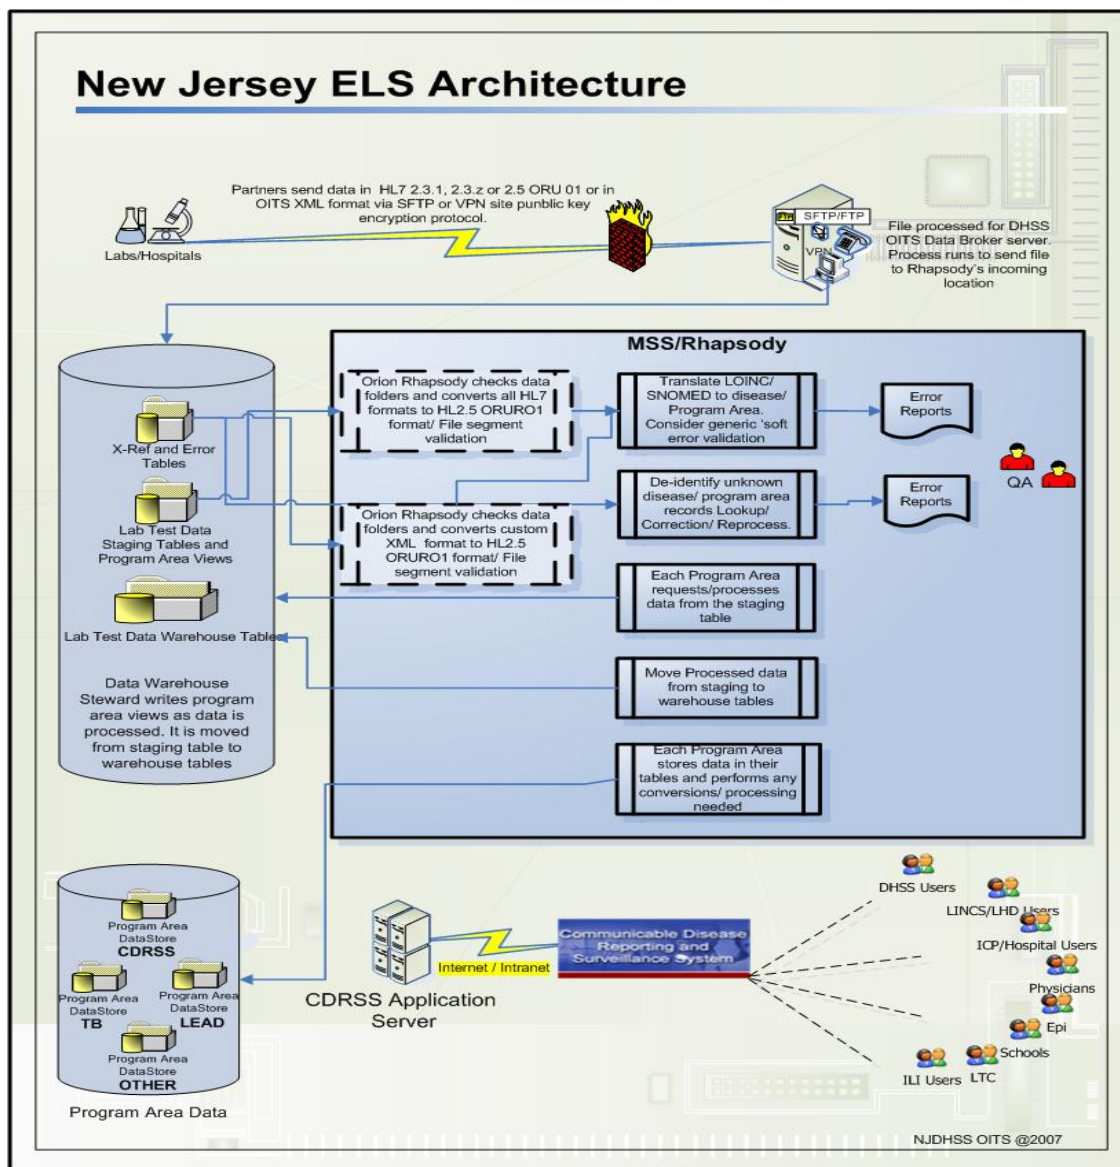 New Jersey ELS Architecture
Partners send data in HL7 2.3.1, 2.3.z or 2.5 ORU 01 or in
OITS XML format via SFTP or VPN site punblic key
encryption protocol.
Labs/Hospitals
FTP
SFTP/FTP
VPN
File processed for DHSS
OITS Data Broker server.
Process runs to send file
to Rhapsody`s incoming
location
MSS/Rhapsody
X-Ref and Error
Tables
Lab Test Data
Staging Tables and
Program Area Views
Lab Test Data Warehouse Tables
Data Warehouse
Steward writes program
area views as data is
processed. It is moved
from staging table to
warehouse tables
Orion Rhapsody checks data
folders and converts all HL7
formats to HL2.5 ORURO1
format/ File segment
validation
Orion Rhapsody checks data
folders and converts custom
XML format to HL2.5
ORURO1 format/ File
segment validation
Translate LOINC/
SNOMED to disease/
Program Area.
Consider generic 'soft
error validation
De-identify unknown
disease/ program area
records Lookup/
Correction/ Reprocess.
Each Program Area
requests/processes
data from the staging
table
Move Processed data
from staging to
warehouse tables
Each Program Area
stores data in their
tables and performs any
conversions/ processing
needed
Error
Reports
Error
Reports
QA
Program Area
DataStore
CDRSS
Program Area
DataStore
TB
Program Area
DataStore
LEAD
Program Area
DataStore
OTHER
Program Area Data
CDRSS Application
Server
Internet / Intranet
Communicable Disease
Reporting and
Surveillance System
DHSS Users
LINCS/LHD Users
ICP/Hospital Users
Physicians
Epi
Schools
LTC
ILI Users
NJDHSS OITS @2007